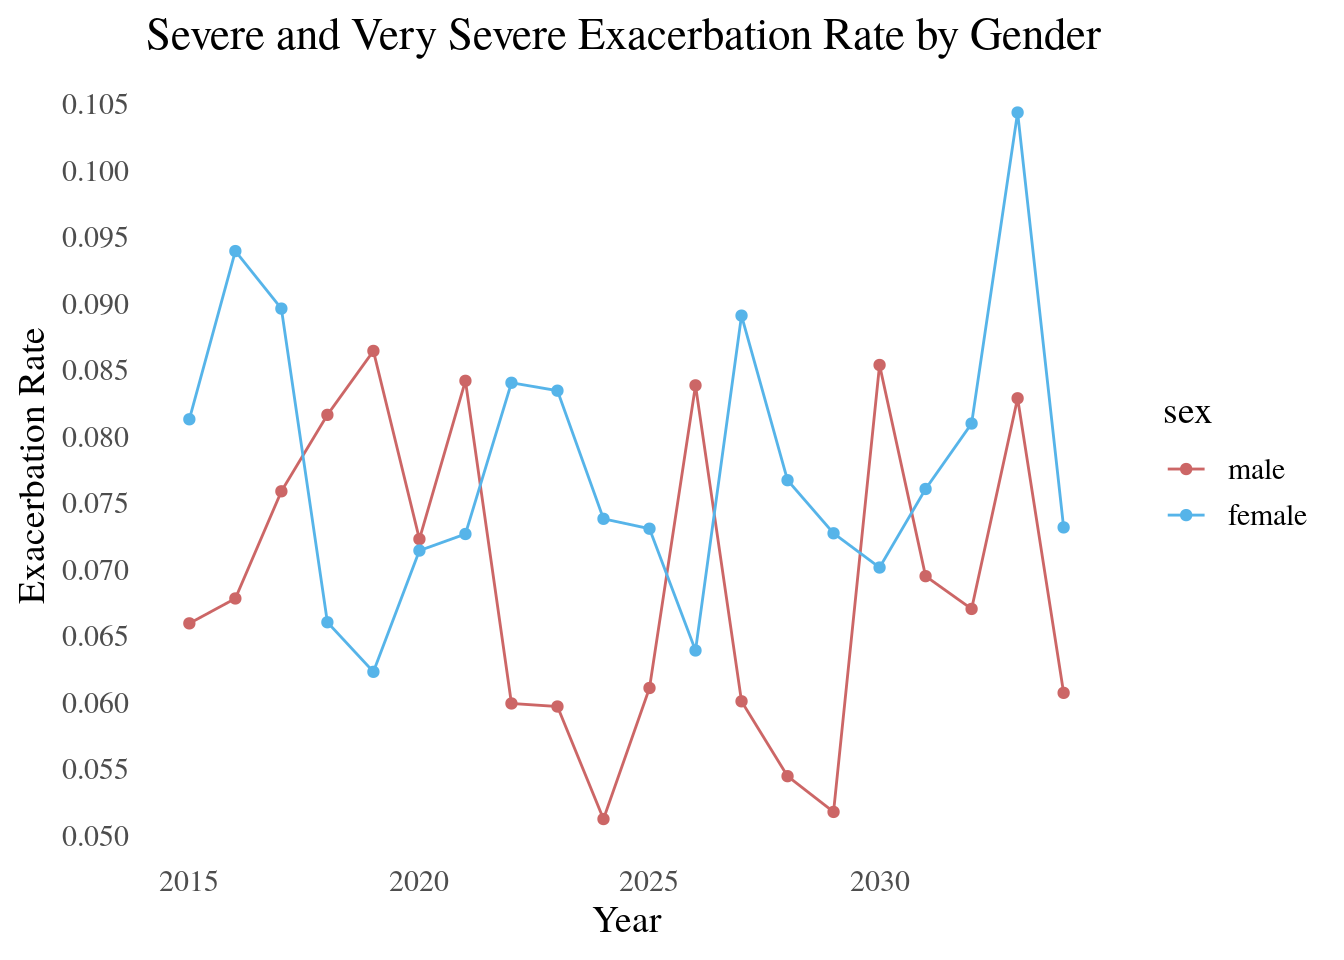 Severe and Very Severe Exacerbation Rate by Gender
0.105
0.100
0.095
0.090
0.085
0.080
0.075
0.070
0.065
0.060
0.055
0.050
Exacerbation Rate
2015 2020 2025 2030
Year
sex
male
female